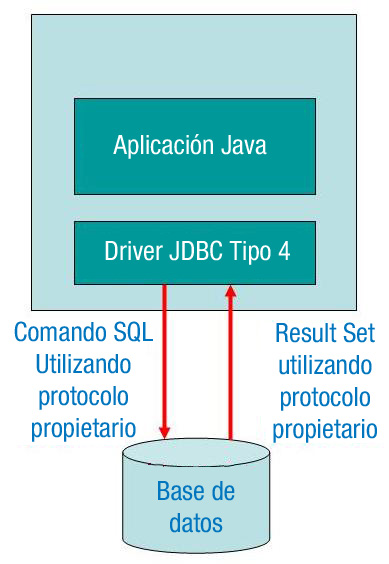 Aplicación Java
Driver JDBC Tipo 4
Comando SQL
Utilizando
protocolo
propietario
Result Set
utilizando
protocolo
propietario
Base de
datos